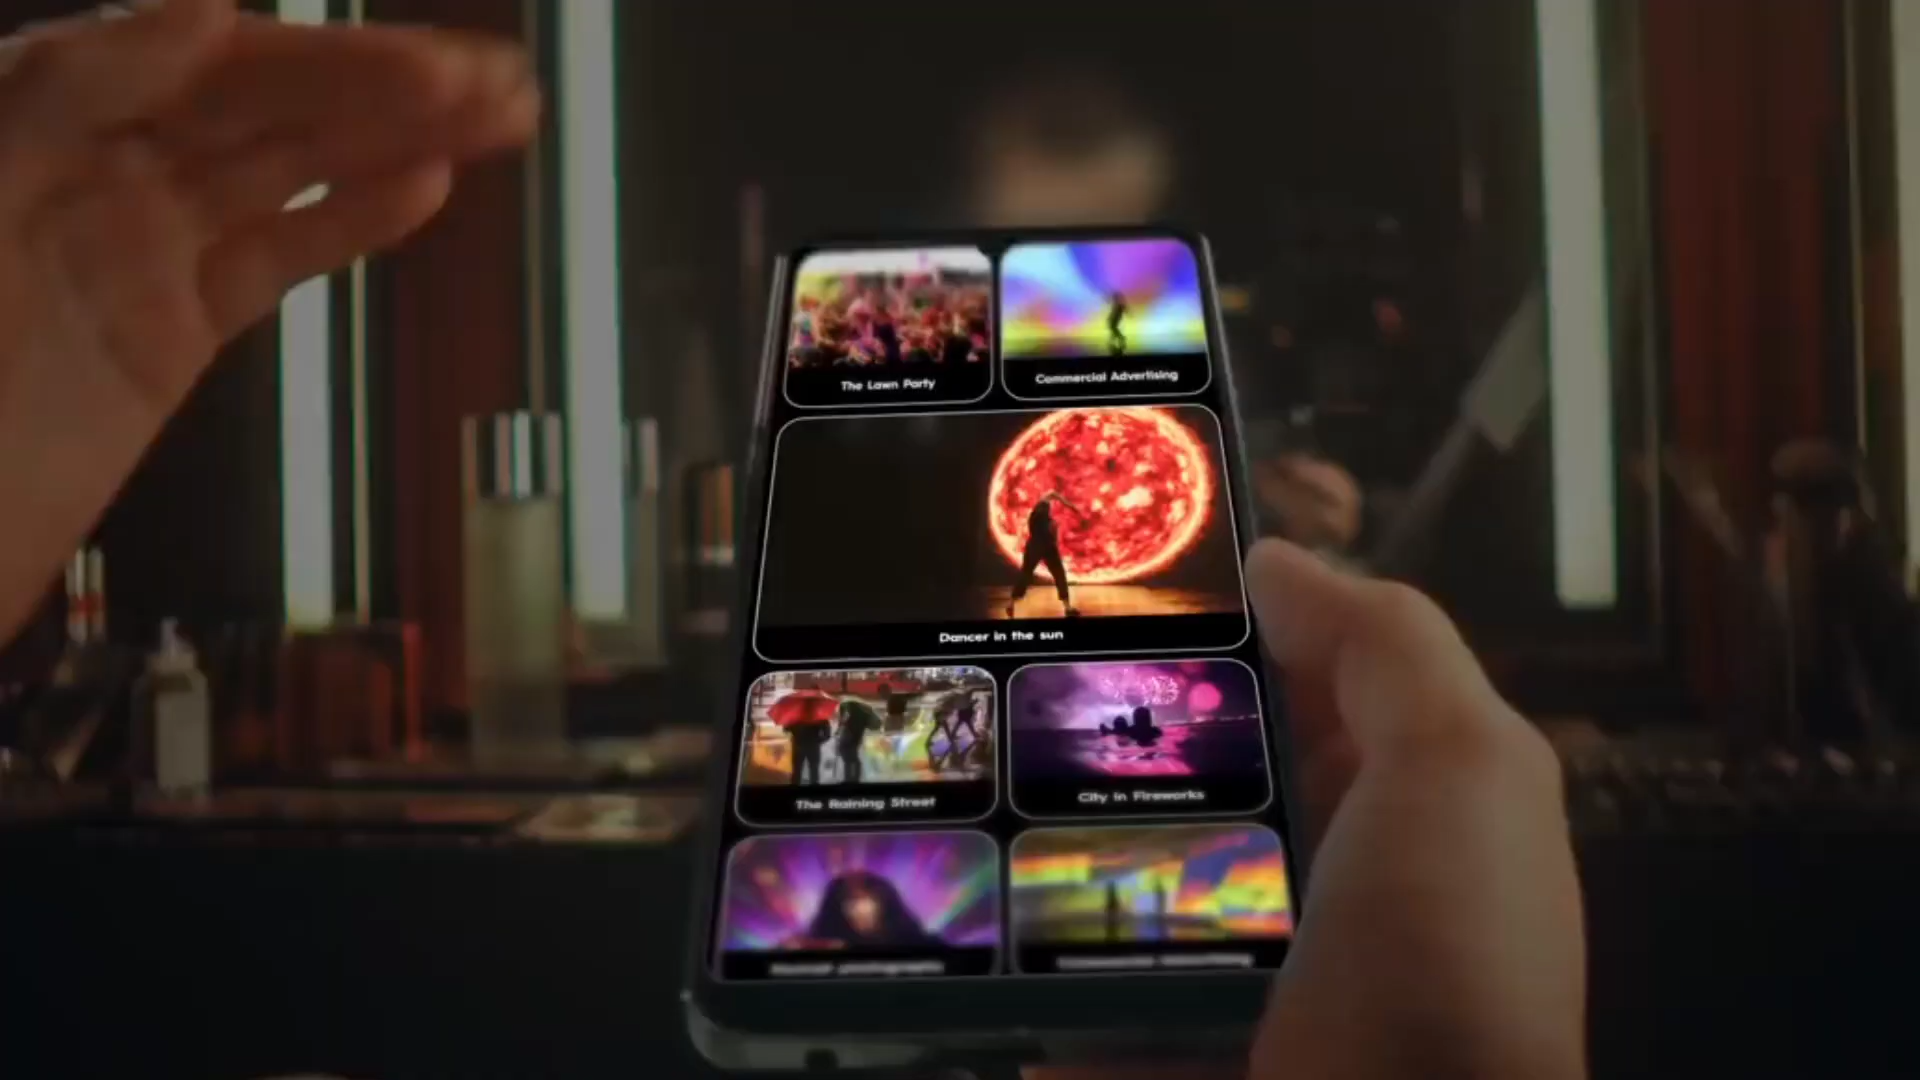 The Lawn Party
Commercial Advertising
Dancer in the sun
The Raining Street
City in Fireworks